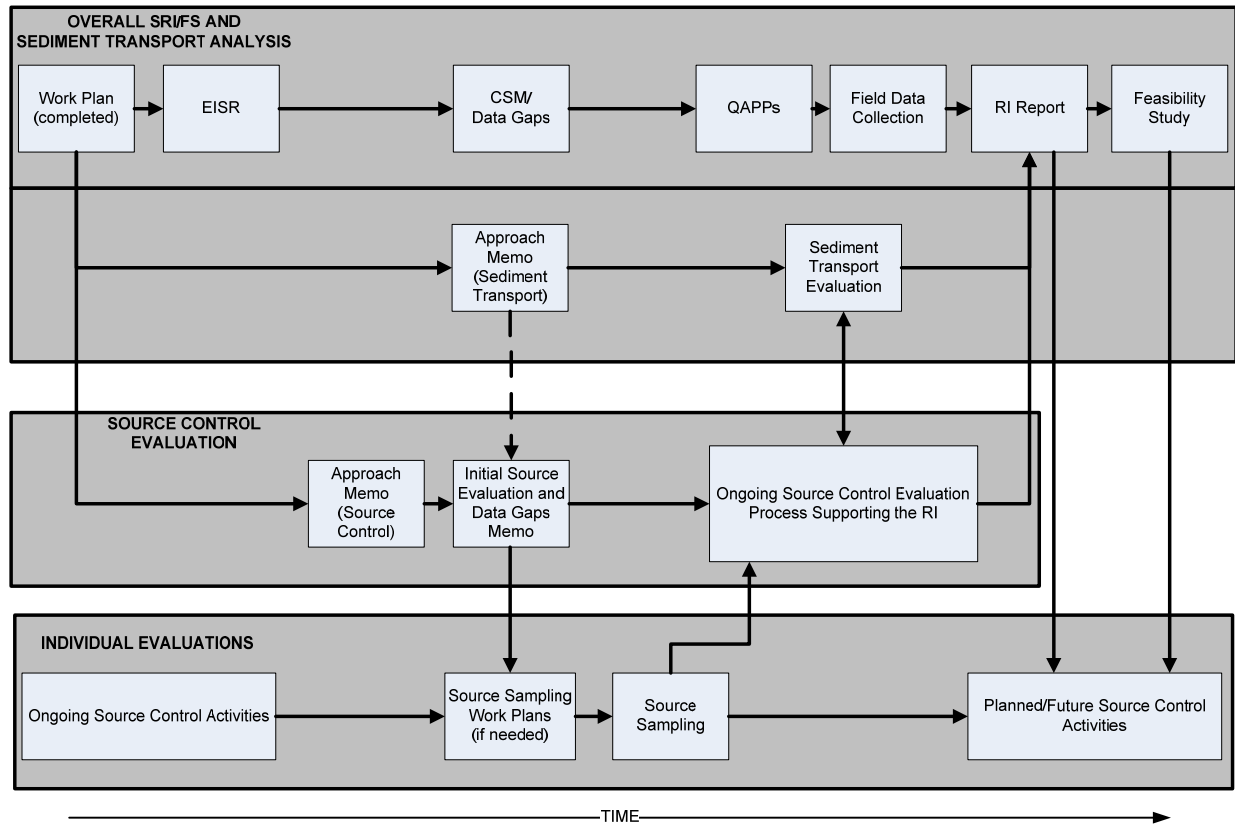 OVERALL SRI/FS AND
SEDIMENT TRANSPORT ANALYSIS
Work Plan
(completed)
EISR
CSM/
Data Gaps
QAPPs
Field Data
Collection
RI Report
Feasibility
Study
Approach
Memo
(Sediment
Transport)
Sediment
Transport
Evaluation
SOURCE CONTROL
EVALUATION
Approach
Memo
(Source
Control)
Initial Source
Evaluation and
Data Gaps
Memo
Ongoing Source Control Evaluation
Process Supporting the RI
INDIVIDUAL EVALUATIONS
Ongoing Source Control Activities
Source Sampling
Work Plans
(if needed)
Source
Sampling
Planned/Future Source Control
Activities
TIME